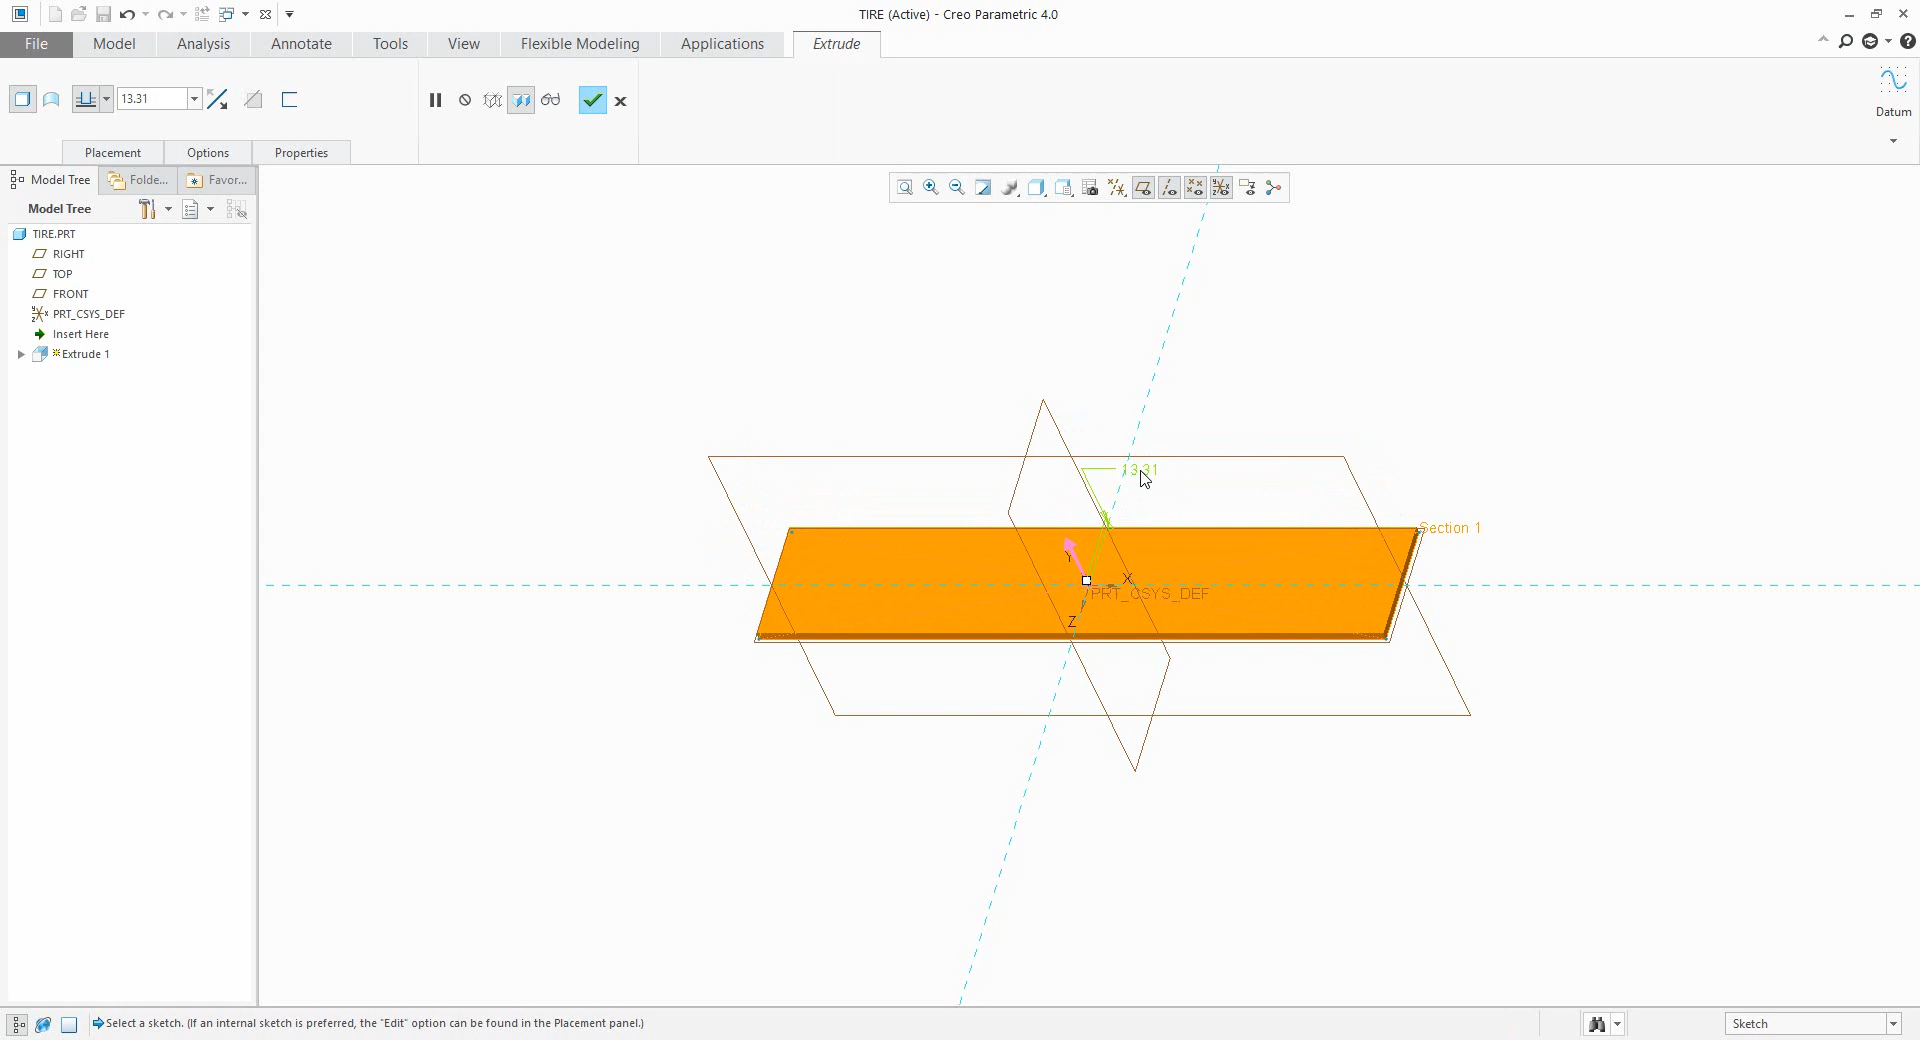 TIRE (Active) - Creo Parametric 4.0
File Model Analysis Annotate Tools View Flexible Modeling Applications Extrude
13.31
Datum
Placement Options Properties
Model Tree Folde... Favor...
Model Tree
TIRE.PRT
RIGHT
TOP
FRONT
PRT_CSYS_DEF
Insert Here
Extrude 1
13.31
Section 1
Y
X
PRT_CSYS_DEF
Z
Select a sketch. (If an internal sketch is preferred, the "Edit" option can be found in the Placement panel.)
Sketch